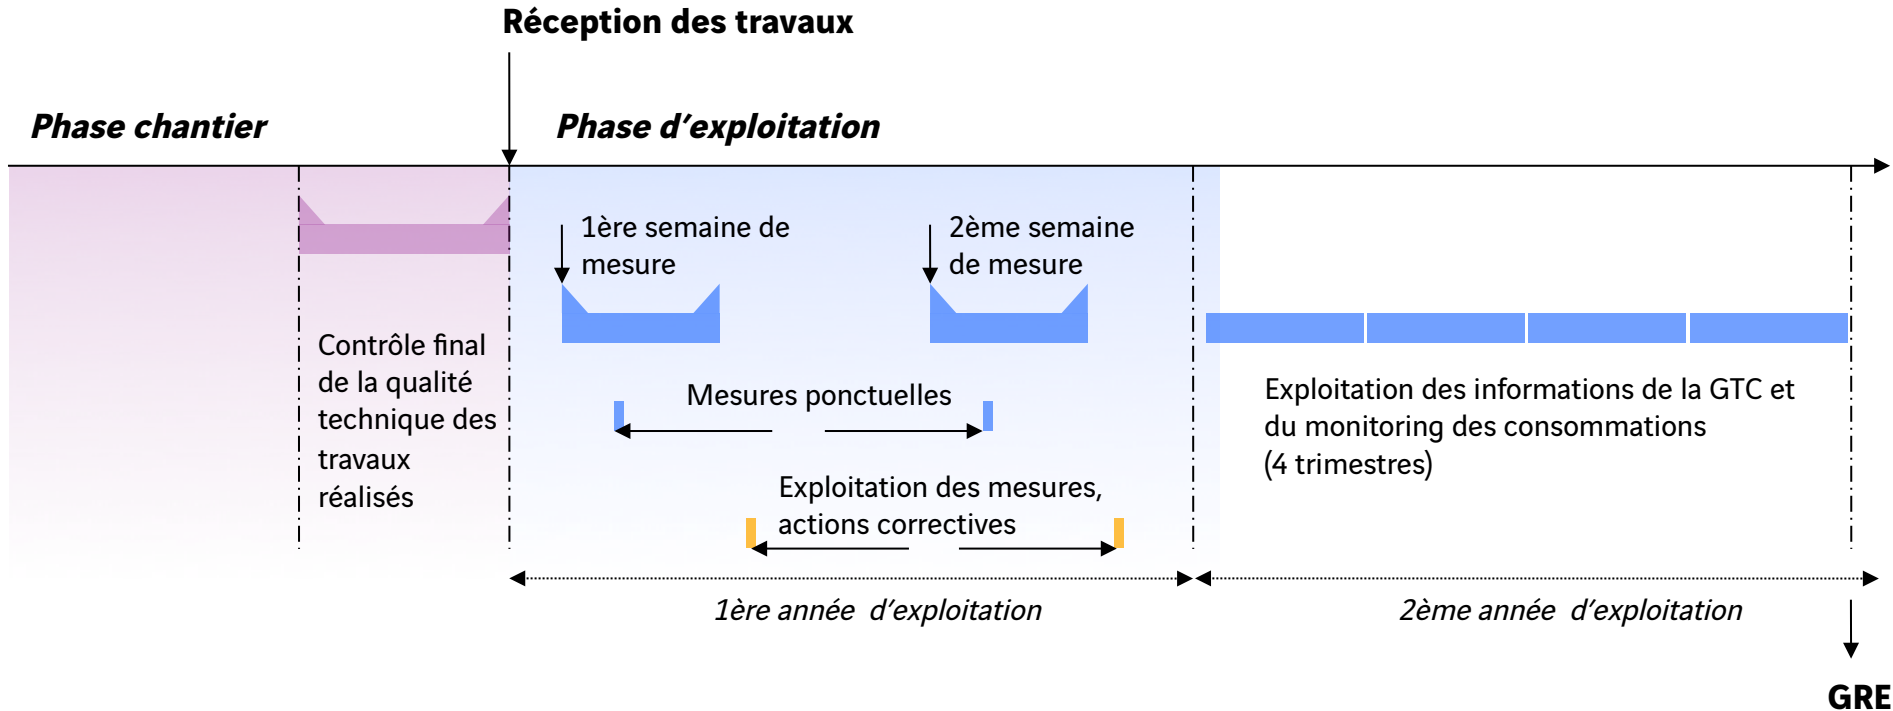 Réception des travaux
Phase chantier
Phase d'exploitation
1ère semaine de
mesure
2ème semaine
de mesure
Contrôle final
de la qualité
technique des
travaux
réalisés
Mesures ponctuelles
Exploitation des mesures,
actions correctives
Exploitation des informations de la GTC et
du monitoring des consommations
(4 trimestres)
1ère année d'exploitation
2ème année d'exploitation
GRE